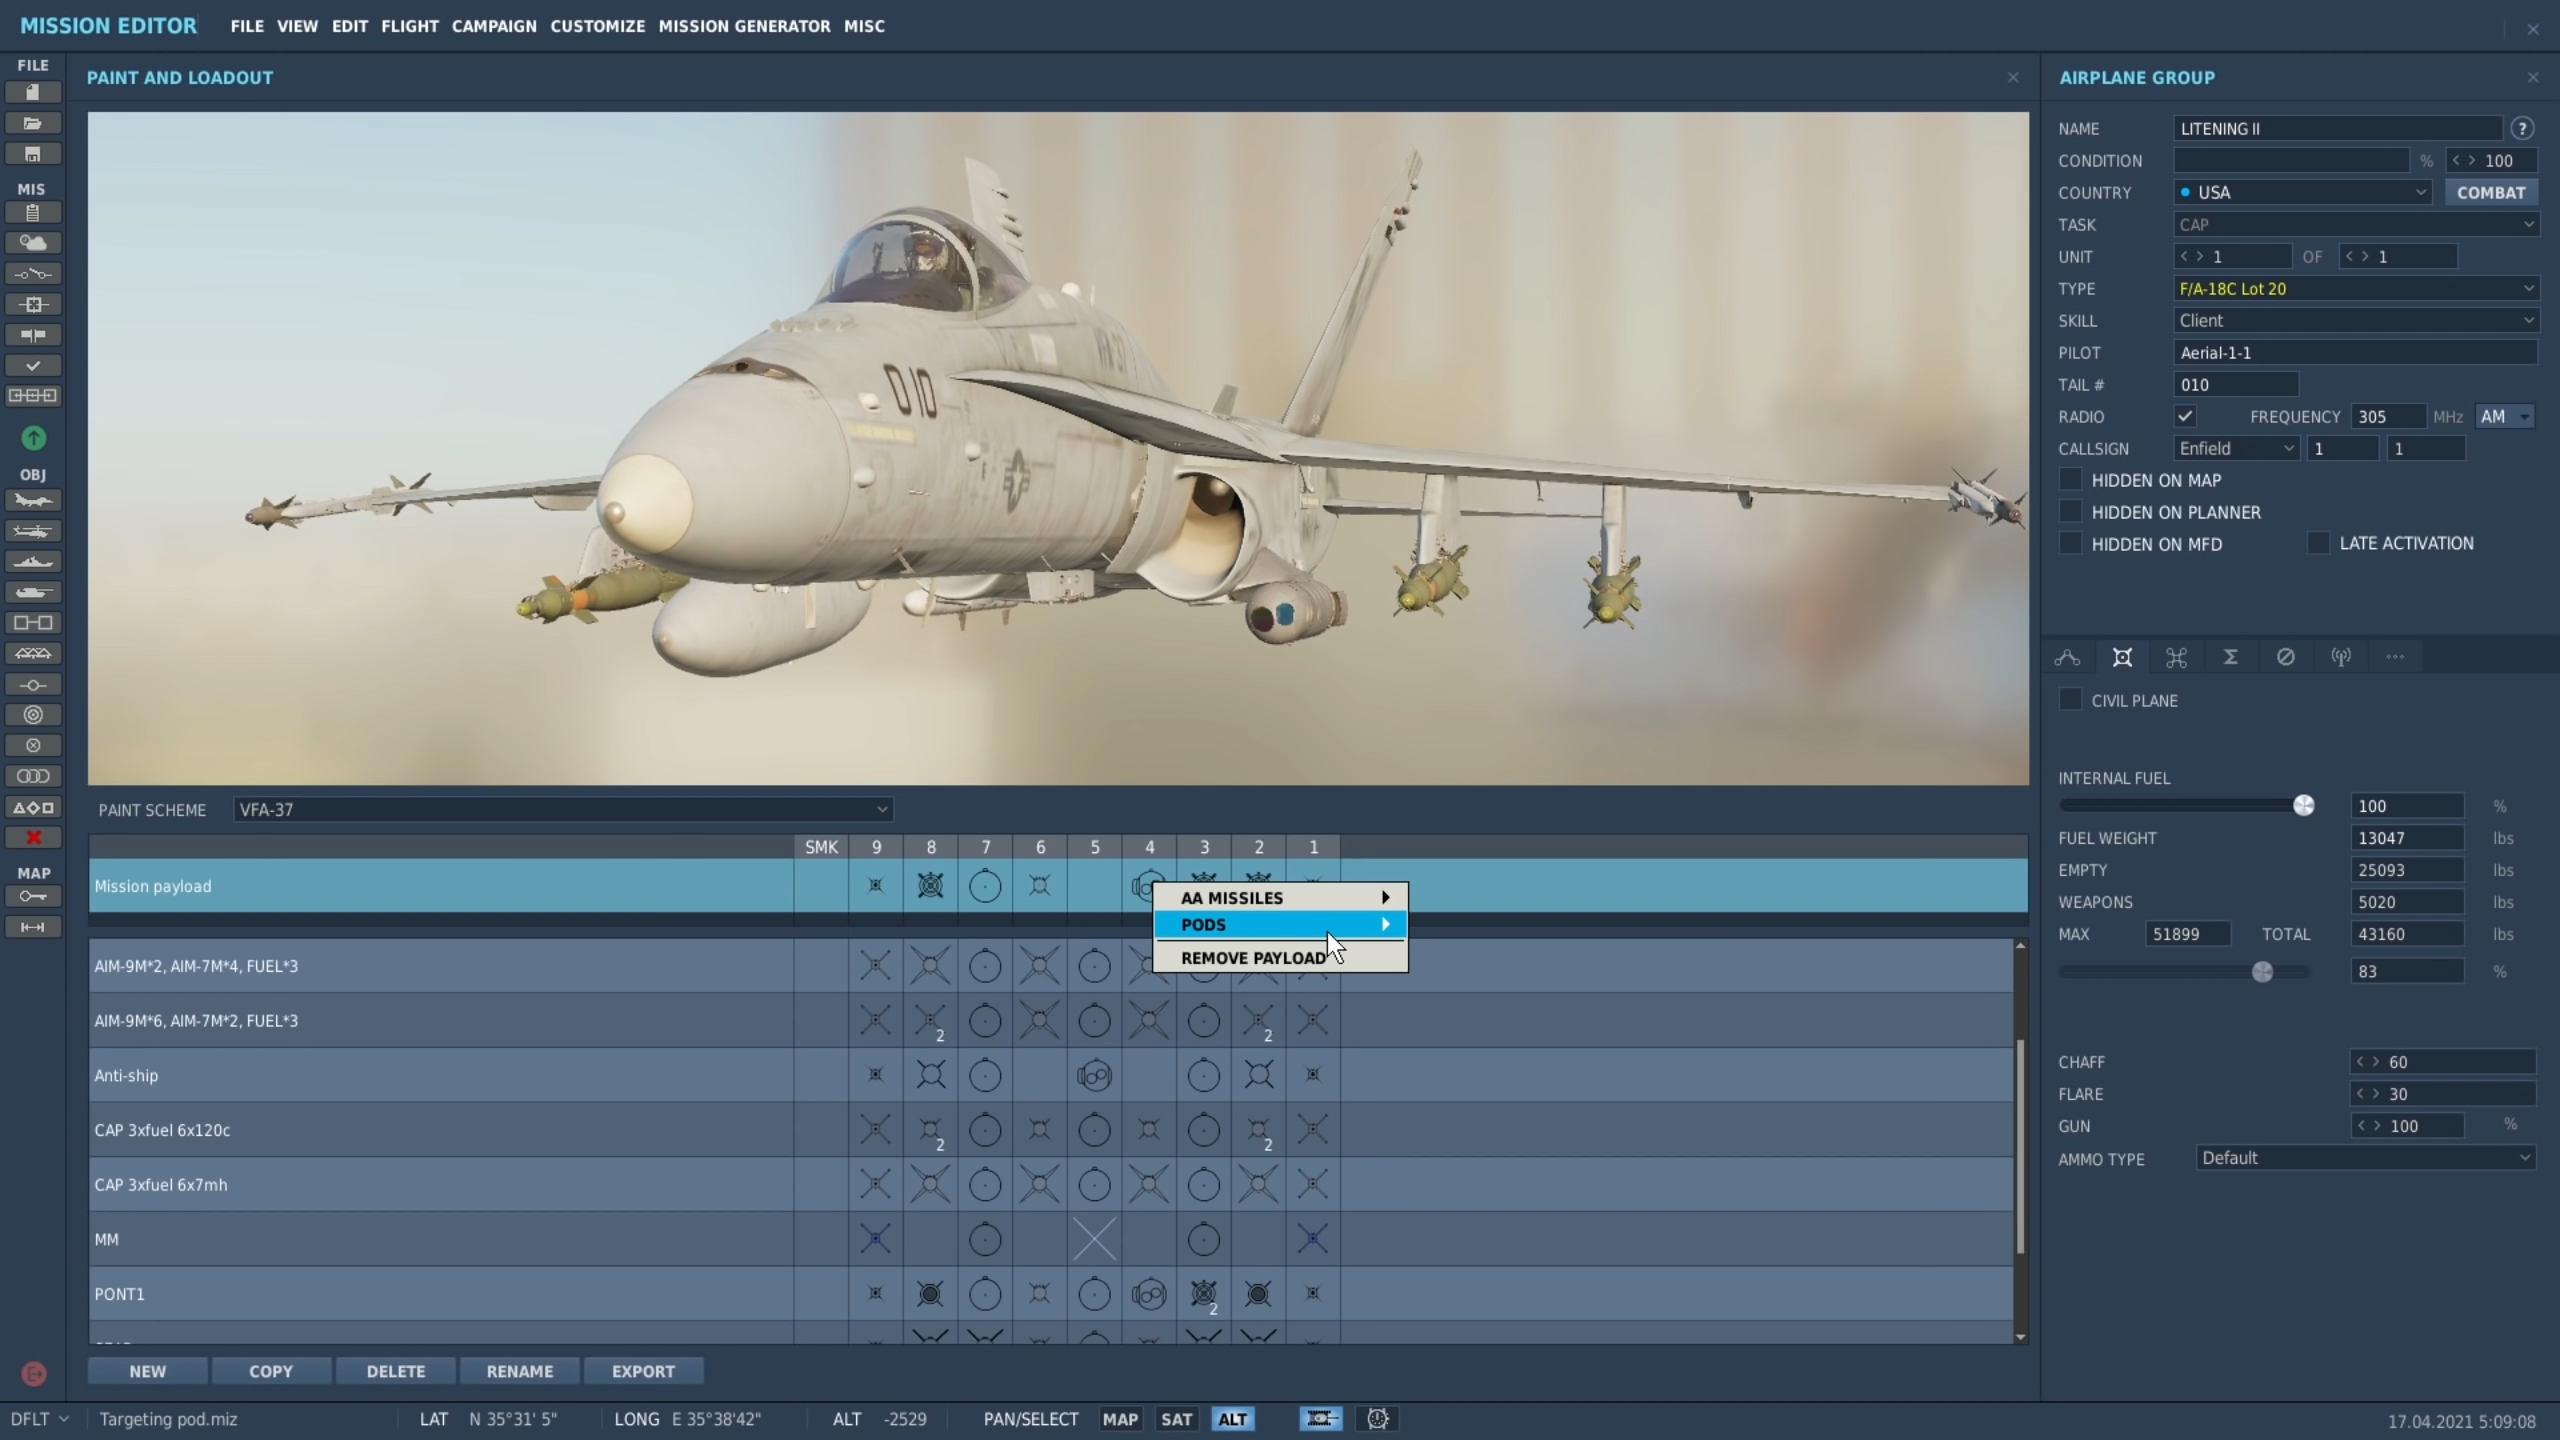 MISSION EDITOR FILE VIEW EDIT FLIGHT CAMPAIGN CUSTOMIZE MISSION GENERATOR MISC
FILE
MIS
OBJ
MAP
PAINT AND LOADOUT
010
PAINT SCHEME VFA-37
SMK 9 8 7 6 5 4 3 2 1
Mission payload
AA MISSILES
PODS
REMOVE PAYLOAD
AIM-9M*2, AIM-7M*4, FUEL*3
AIM-9M*6, AIM-7M*2, FUEL*3 2 2
Anti-ship
CAP 3xfuel 6x120c 2 2
CAP 3xfuel 6x7mh
MM
PONT1 2
NEW COPY DELETE RENAME EXPORT
AIRPLANE GROUP
NAME LITENING II ?
CONDITION % < > 100
COUNTRY USA COMBAT
TASK CAP
UNIT < > 1 OF < > 1
TYPE F/A-18C Lot 20
SKILL Client
PILOT Aerial-1-1
TAIL # 010
RADIO FREQUENCY 305 MHz AM
CALLSIGN Enfield 1 1
HIDDEN ON MAP
HIDDEN ON PLANNER
HIDDEN ON MFD LATE ACTIVATION
CIVIL PLANE
INTERNAL FUEL
100 %
FUEL WEIGHT 13047 lbs
EMPTY 25093 lbs
WEAPONS 5020 lbs
MAX 51899 TOTAL 43160 lbs
83 %
CHAFF < > 60
FLARE < > 30
GUN < > 100 %
AMMO TYPE Default
DFLT Targeting pod.miz LAT N 35°31' 5" LONG E 35°38'42" ALT -2529 PAN/SELECT MAP SAT ALT 17.04.2021 5:09:08